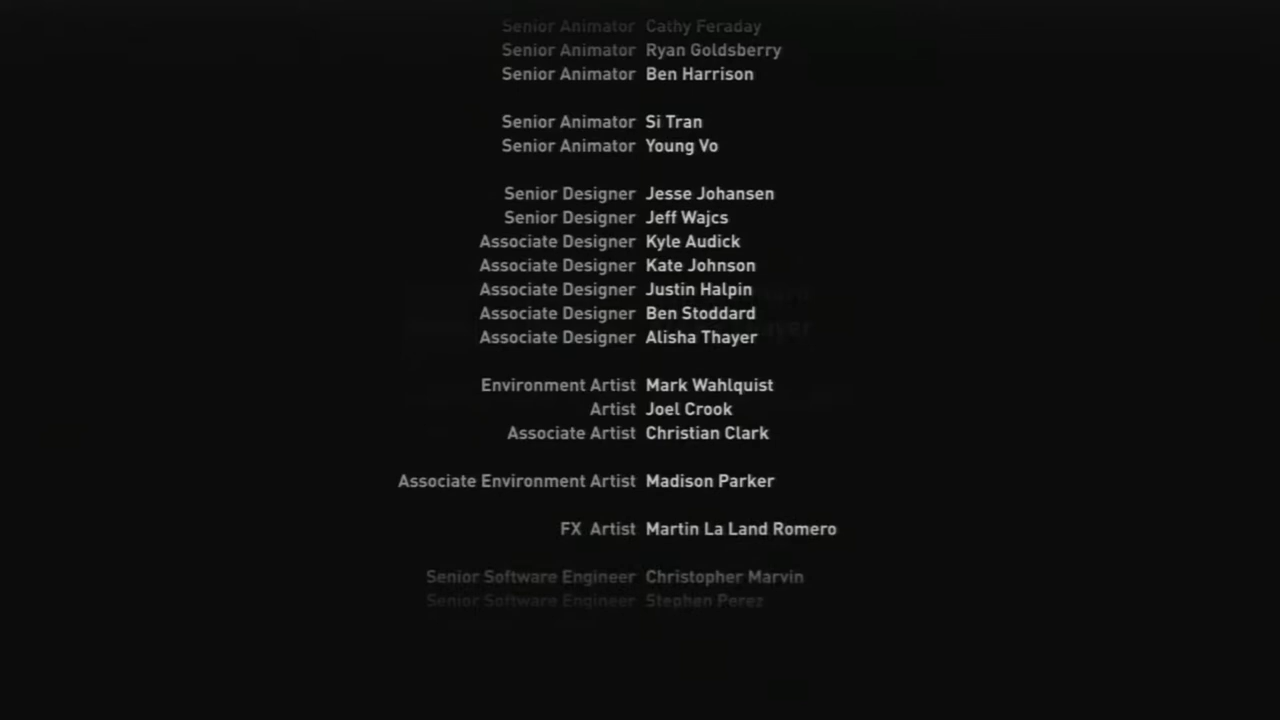 Senior Animator Cathy Feraday
Senior Animator Ryan Goldsberry
Senior Animator Ben Harrison
Senior Animator Si Tran
Senior Animator Young Vo
Senior Designer Jesse Johansen
Senior Designer Jeff Wajcs
Associate Designer Kyle Audick
Associate Designer Kate Johnson
Associate Designer Justin Halpin
Associate Designer Ben Stoddard
Associate Designer Alisha Thayer
Environment Artist Mark Wahlquist
Artist Joel Crook
Associate Artist Christian Clark
Associate Environment Artist Madison Parker
FX Artist Martin La Land Romero
Senior Software Engineer Christopher Marvin
Senior Software Engineer Stephen Perez